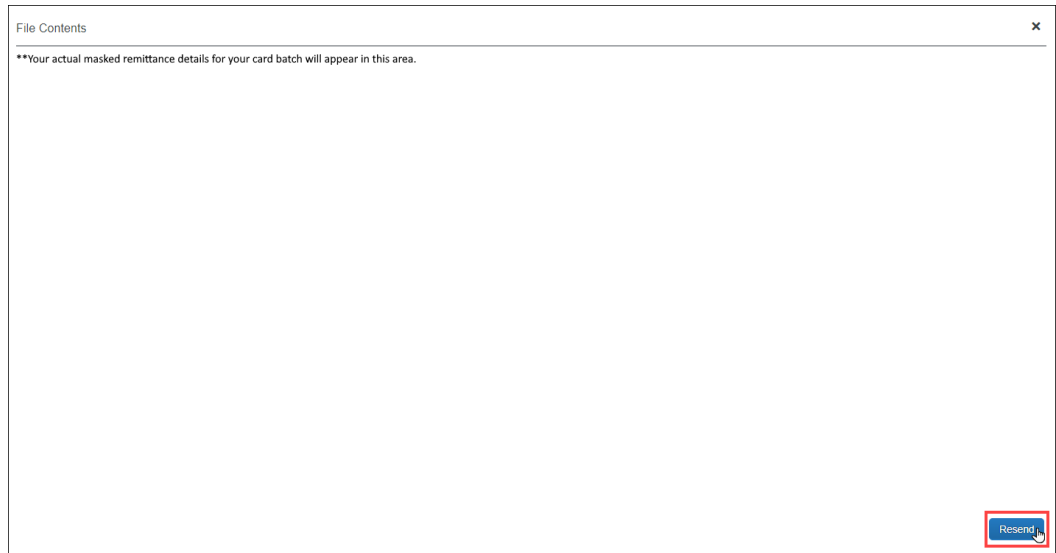 File Contents
**Your actual masked remittance details for your card batch will appear in this area.
Resend